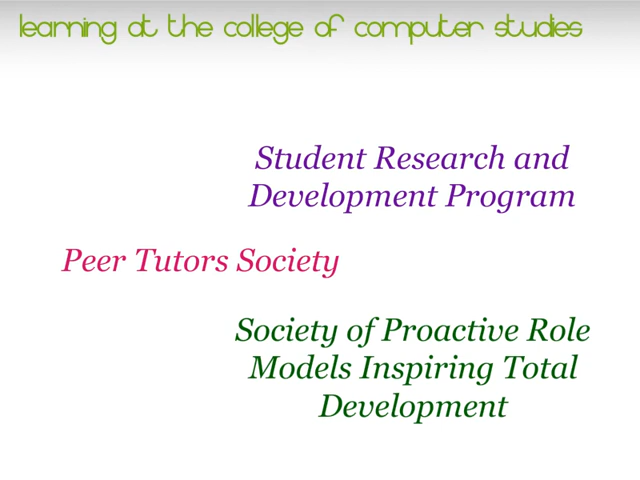 Learning at the college of computer studies
Student Research and
Development Program
Peer Tutors Society
Society of Proactive Role
Models Inspiring Total
Development